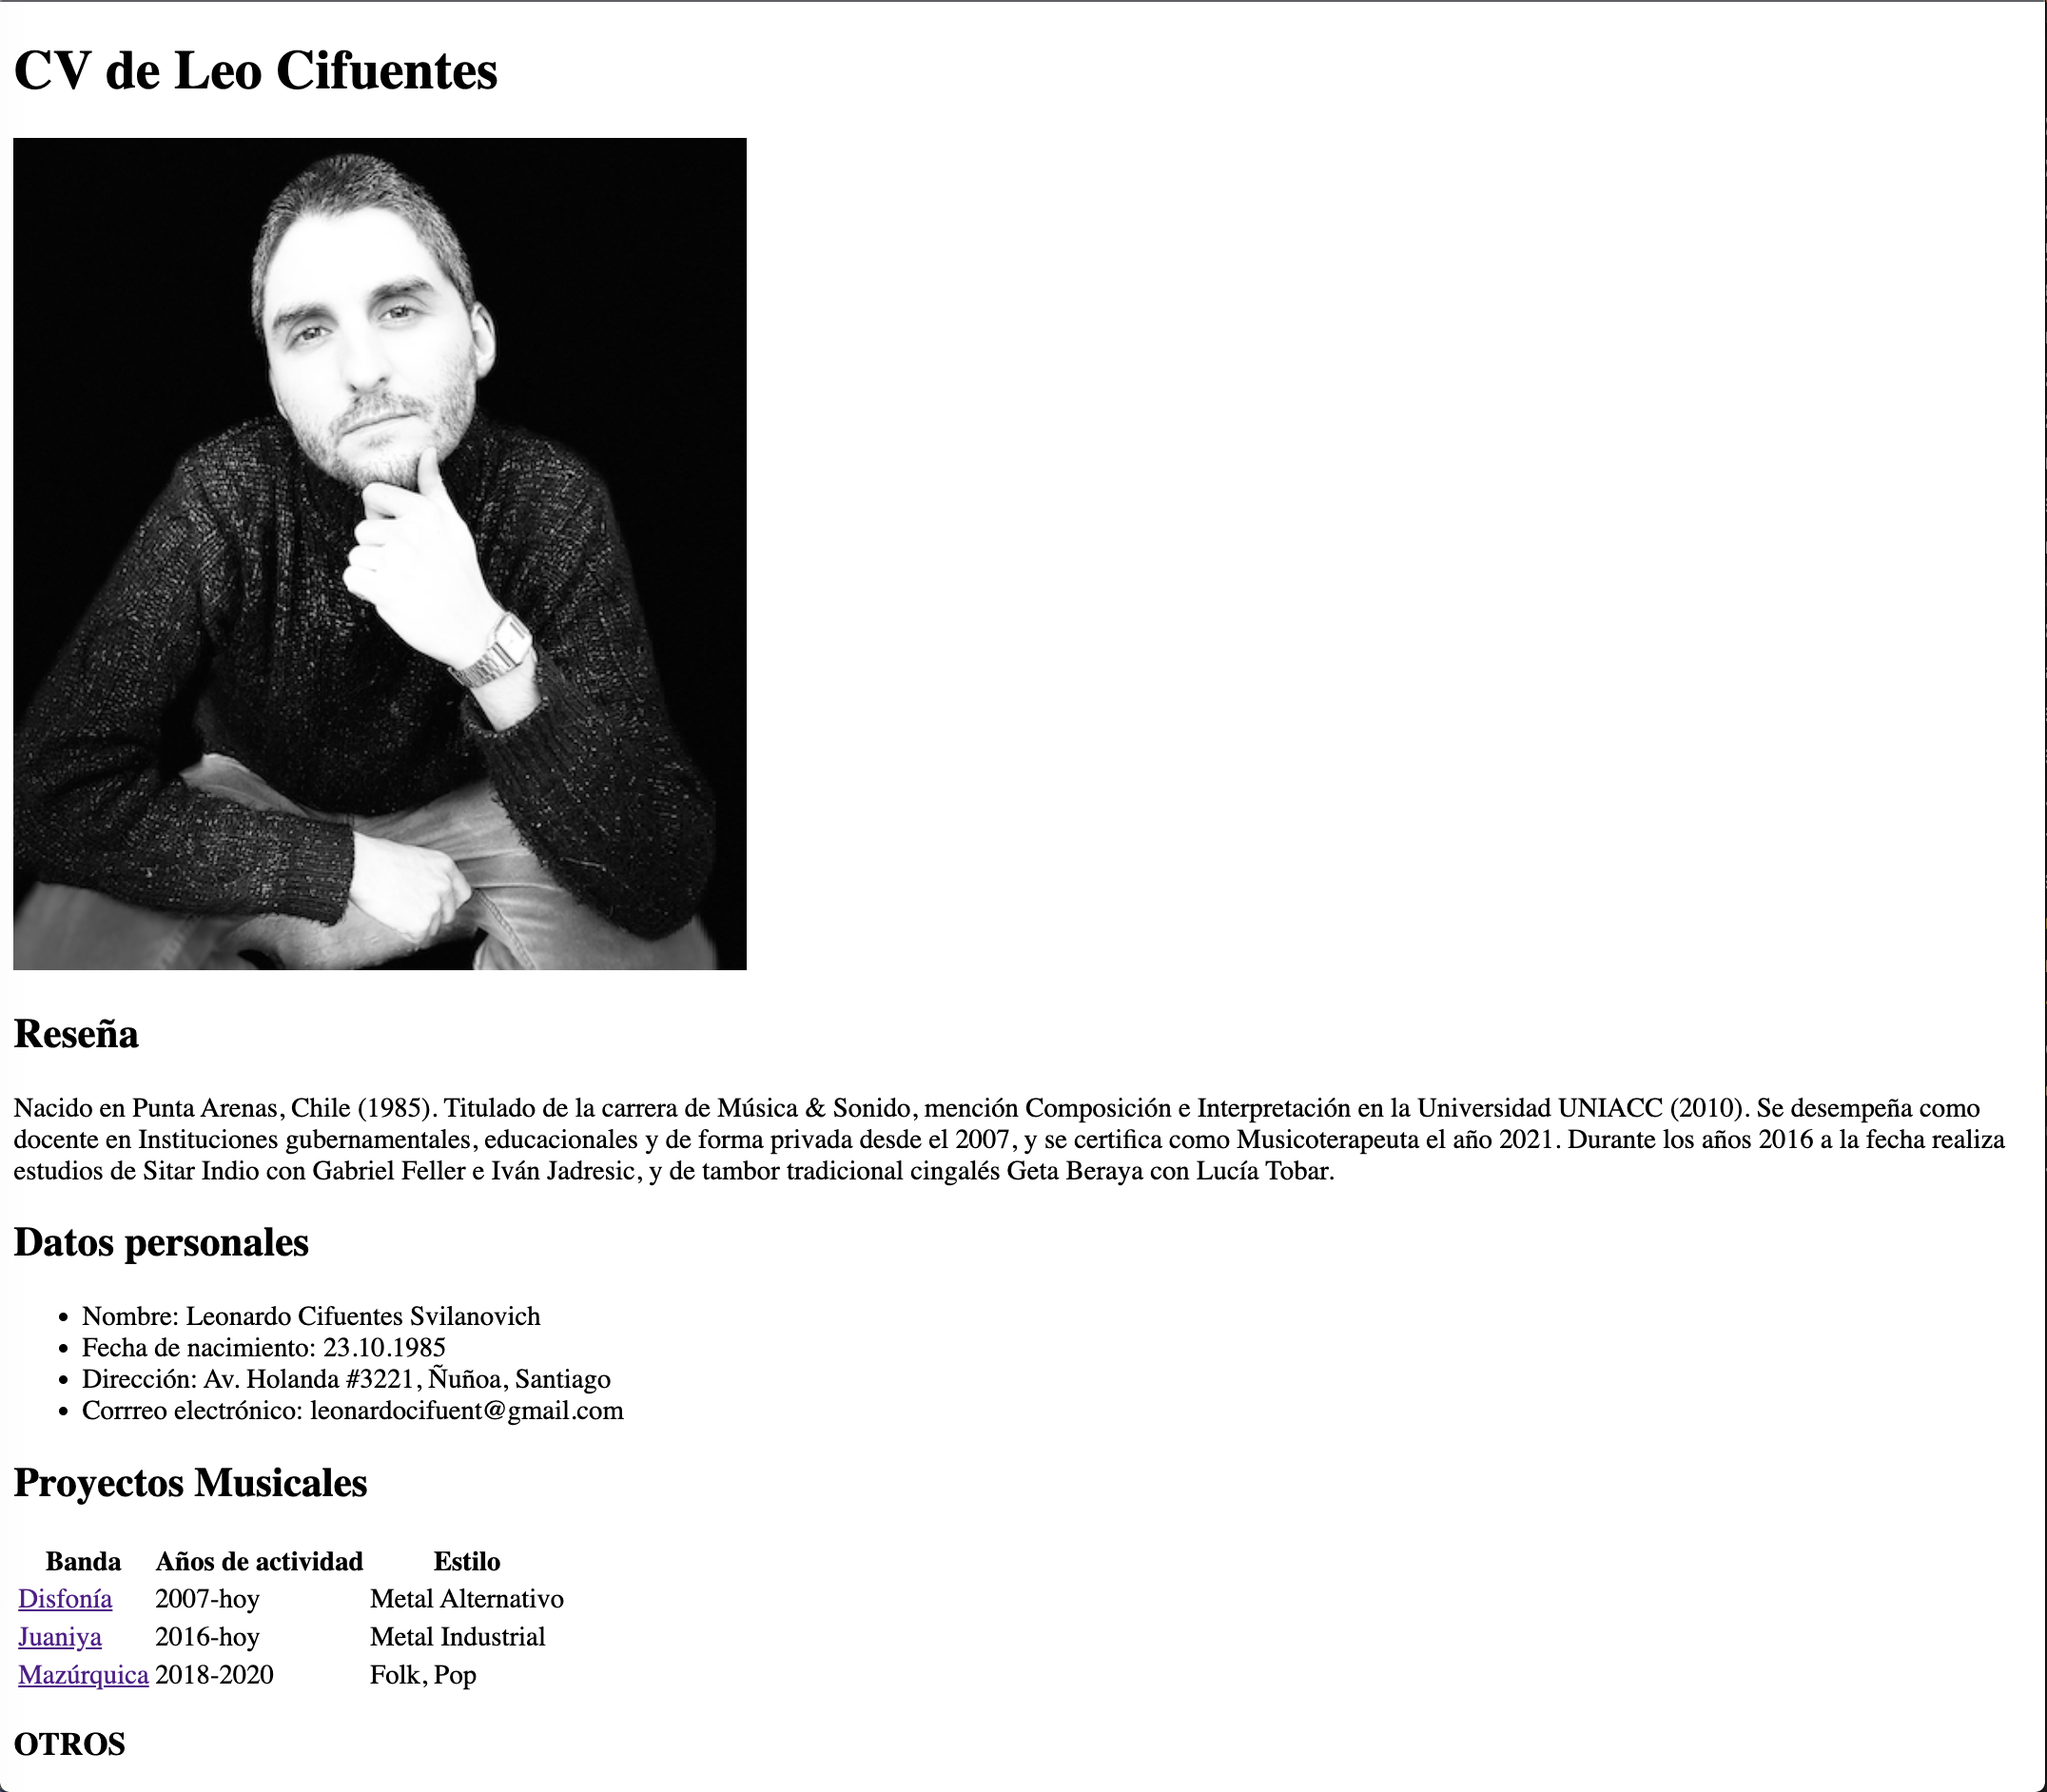 CV de Leo Cifuentes
Reseña
Nacido en Punta Arenas, Chile (1985). Titulado de la carrera de Música & Sonido, mención Composición e Interpretación en la Universidad UNIACC (2010). Se desempeña como
docente en Instituciones gubernamentales, educacionales y de forma privada desde el 2007, y se certifica como Musicoterapeuta el año 2021. Durante los años 2016 a la fecha realiza
estudios de Sitar Indio con Gabriel Feller e Iván Jadresic, y de tambor tradicional cingalés Geta Beraya con Lucía Tobar.
Datos personales
• Nombre: Leonardo Cifuentes Svilanovich
• Fecha de nacimiento: 23.10.1985
• Dirección: Av. Holanda #3221, Ñuñoa, Santiago
• Corrreo electrónico: leonardocifuent@gmail.com
Proyectos Musicales
Banda Años de actividad Estilo
Disfonía 2007-hoy Metal Alternativo
Juaniya 2016-hoy Metal Industrial
Mazúrquica 2018-2020 Folk, Pop
OTROS